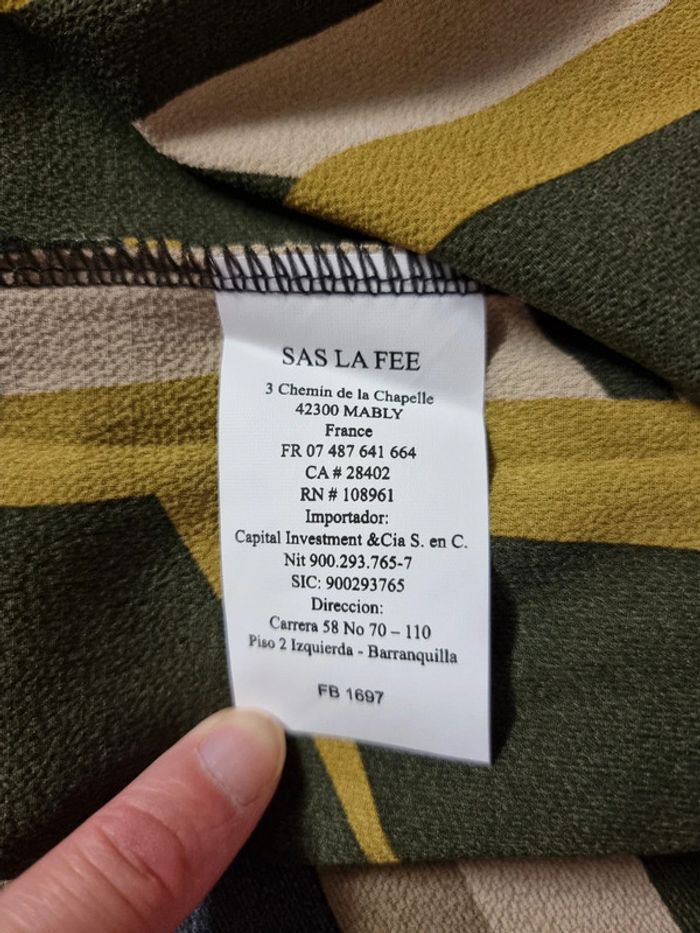 SAS LA FEE
3 Chemin de la Chapelle
42300 MABLY
France
FR 07 487 641 664
CA # 28402
RN # 108961
Importador:
Capital Investment &Cia S. en C.
Nit 900.293.765-7
SIC: 900293765
Direccion:
Carrera 58 No 70 – 110
Piso 2 Izquierda - Barranquilla
FB 1697